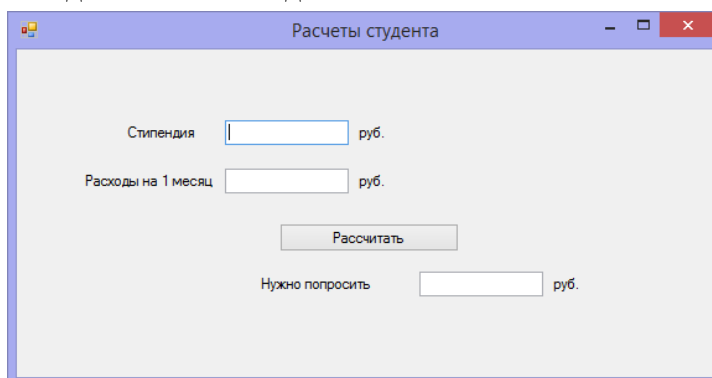 Расчеты студента
Стипендия руб.
Расходы на 1 месяц руб.
Рассчитать
Нужно попросить руб.